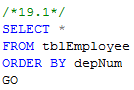 /*19.1*/
SELECT *
FROM tblEmployee
ORDER BY depNum
GO